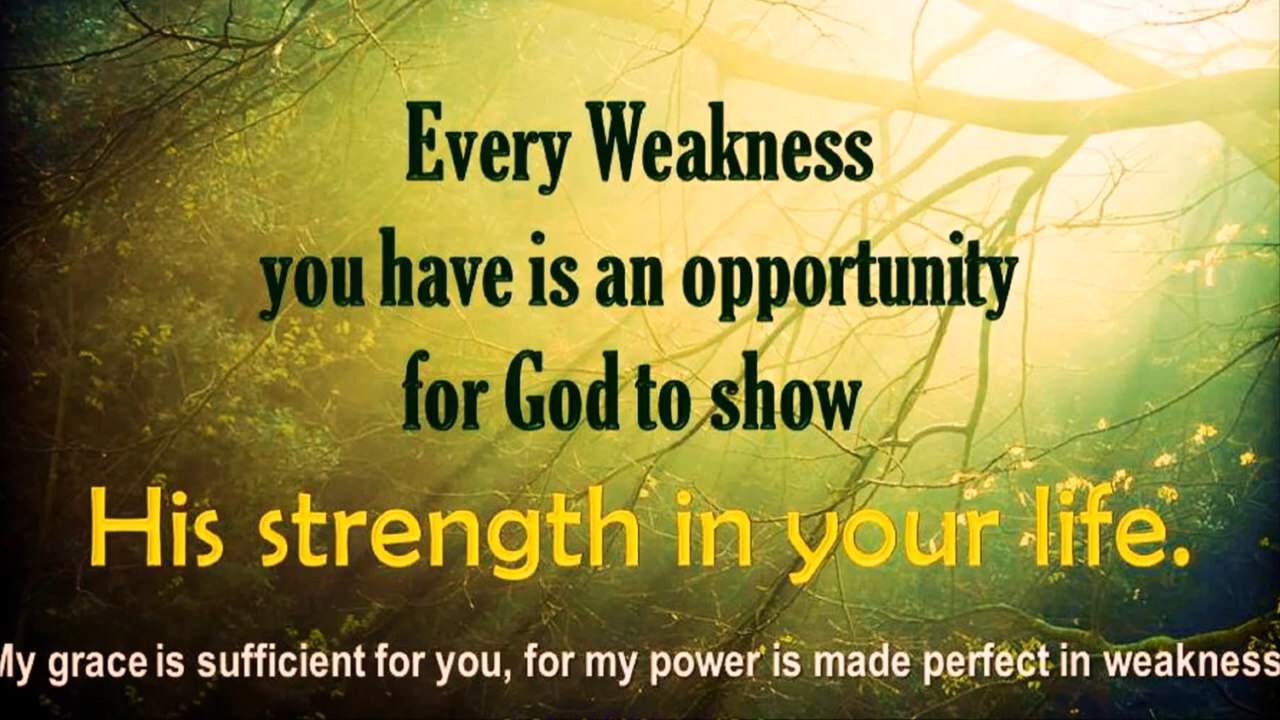 Every Weakness
you have is an opportunity
for God to show
His strength in your life.
My grace is sufficient for you, for my power is made perfect in weakness